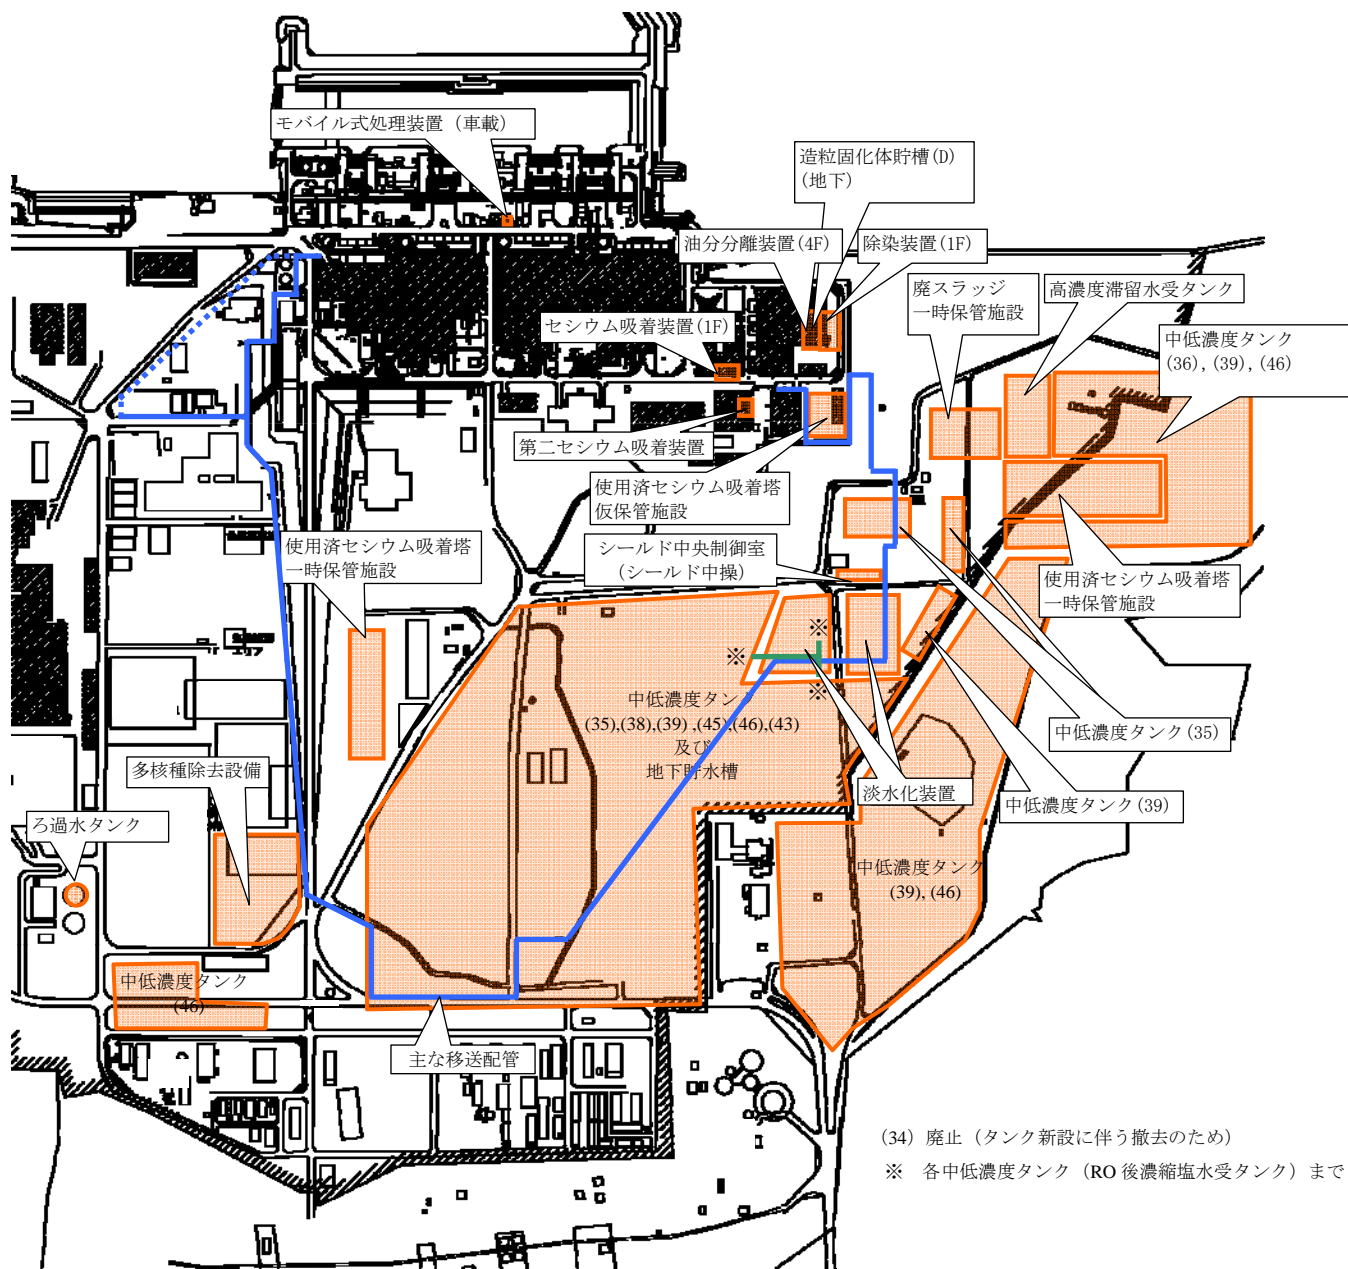 モバイル式処理装置（車載）
造粒固化体貯槽(D)
(地下)
油分分離装置(4F)
除染装置(1F)
廃スラッジ
一時保管施設
高濃度滞留水受タンク
中低濃度タンク
(36), (39), (46)
セシウム吸着装置(1F)
第二セシウム吸着装置
使用済セシウム吸着塔
仮保管施設
使用済セシウム吸着塔
一時保管施設
シールド中央制御室
(シールド中操)
使用済セシウム吸着塔
一時保管施設
※
※
※
中低濃度タンク
(35),(38),(39) ,(45),(46),(43)
及び
地下貯水槽
中低濃度タンク(35)
淡水化装置
中低濃度タンク(39)
多核種除去設備
ろ過水タンク
中低濃度タンク
(39), (46)
中低濃度タンク
(46)
主な移送配管
(34) 廃止（タンク新設に伴う撤去のため）
※　各中低濃度タンク（RO 後濃縮塩水受タンク）まで